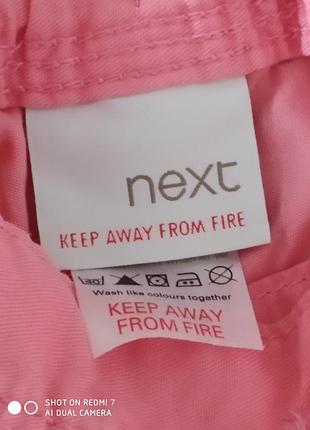 next
KEEP AWAY FROM FIRE
40
Wash like colours together
KEEP AWAY
FROM FIRE
SHOT ON REDMI 7
AI DUAL CAMERA